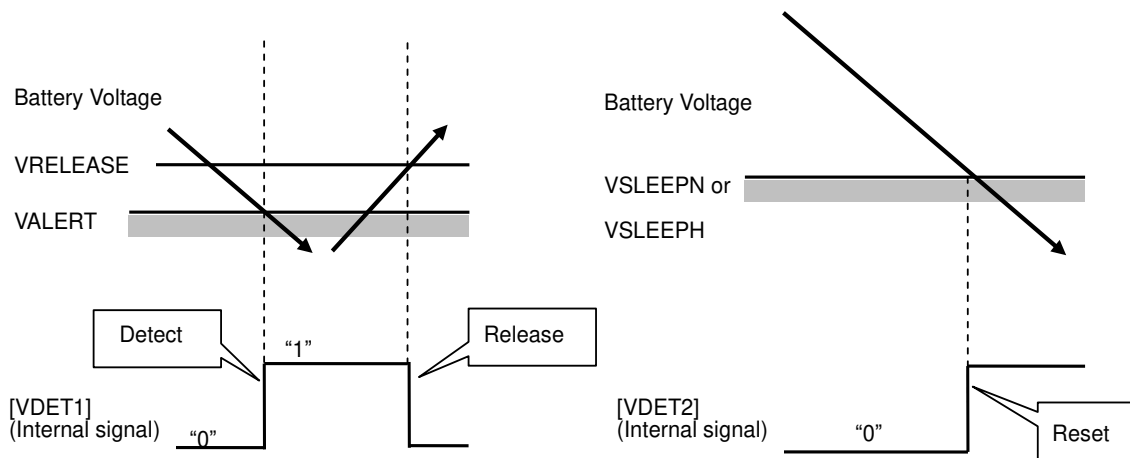 Battery Voltage
VRELEASE
VALERT
Detect
Release
“1”
[VDET1]
(Internal signal)
“0”
Battery Voltage
VSLEEPN or
VSLEEPH
[VDET2]
(Internal signal)
“0”
Reset